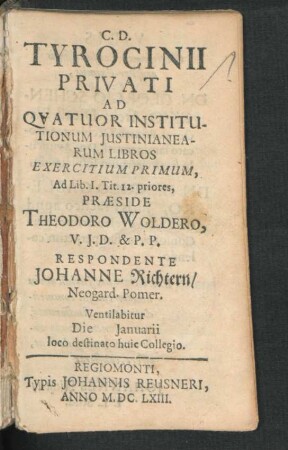 C. D.
TYROCINII
PRIVATI
AD
QVATUOR INSTITU-
TIONUM JUSTINIANEA-
RUM LIBROS
EXERCITIUM PRIMUM,
Ad Lib. I. Tit. 12. priores,
PRÆSIDE
THEODORO WOLDERO,
V. J. D. & P. P.
RESPONDENTE
JOHANNE Richtern/
Neogard. Pomer.
Ventilabitur
Die Januarii
loco destinato huic Collegio.
REGIOMONTI,
Typis JOHANNIS REUSNERI,
ANNO M. DC. LXIII.